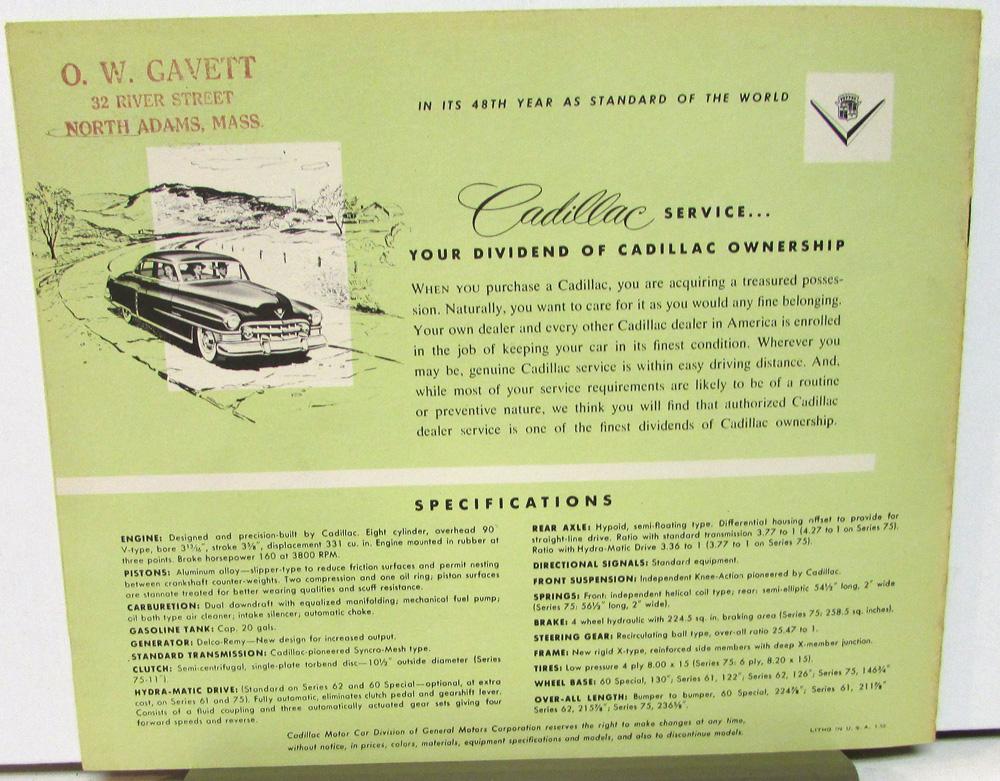 O. W. GAVETT
32 RIVER STREET
NORTH ADAMS, MASS.
IN ITS 48TH YEAR AS STANDARD OF THE WORLD
Cadillac SERVICE...
YOUR DIVIDEND OF CADILLAC OWNERSHIP
WHEN YOU purchase a Cadillac, you are acquiring a treasured posses-
sion. Naturally, you want to care for it as you would any fine belonging.
Your own dealer and every other Cadillac dealer in America is enrolled
in the job of keeping your car in its finest condition. Wherever you
may be, genuine Cadillac service is within easy driving distance. And,
while most of your service requirements are likely to be of a routine
or preventive nature, we think you will find that authorized Cadillac
dealer service is one of the finest dividends of Cadillac ownership.
SPECIFICATIONS
ENGINE: Designed and precision-built by Cadillac. Eight cylinder, overhead 90°
V-type, bore 3¹³⁄₁₆", stroke 3⅝", displacement 331 cu. in. Engine mounted in rubber at
three points. Brake horsepower 160 at 3800 RPM.
PISTONS: Aluminum alloy—slipper-type to reduce friction surfaces and permit nesting
between crankshaft counter-weights. Two compression and one oil ring; piston surfaces
are stannate treated for better wearing qualities and scuff resistance.
CARBURETION: Dual downdraft with equalized manifolding; mechanical fuel pump;
oil bath type air cleaner; intake silencer; automatic choke.
GASOLINE TANK: Cap. 20 gals.
GENERATOR: Delco-Remy—New design for increased output.
STANDARD TRANSMISSION: Cadillac-pioneered Syncro-Mesh type.
CLUTCH: Semi-centrifugal, single-plate torbend disc—10½" outside diameter (Series
75-11").
HYDRA-MATIC DRIVE: (Standard on Series 62 and 60 Special—optional, at extra
cost, on Series 61 and 75). Fully automatic, eliminates clutch pedal and gearshift lever.
Consists of a fluid coupling and three automatically actuated gear sets giving four
forward speeds and reverse.
REAR AXLE: Hypoid, semi-floating type. Differential housing offset to provide for
straight-line drive. Ratio with standard transmission 3.77 to 1 (4.27 to 1 on Series 75).
Ratio with Hydra-Matic Drive 3.36 to 1 (3.77 to 1 on Series 75).
DIRECTIONAL SIGNALS: Standard equipment.
FRONT SUSPENSION: Independent Knee-Action pioneered by Cadillac.
SPRINGS: Front: independent helical coil type; rear: semi-elliptic 54½" long, 2" wide
(Series 75: 56½" long, 2" wide).
BRAKE: 4 wheel hydraulic with 224.5 sq. in. braking area (Series 75; 258.5 sq. inches).
STEERING GEAR: Recirculating ball type, over-all ratio 25.47 to 1.
FRAME: New rigid X-type, reinforced side members with deep X-member junction.
TIRES: Low pressure 4 ply 8.00 x 15 (Series 75: 6 ply, 8.20 x 15).
WHEEL BASE: 60 Special, 130"; Series 61, 122"; Series 62, 126"; Series 75, 146¾"
OVER-ALL LENGTH: Bumper to bumper, 60 Special, 224⅞"; Series 61, 211⅞"
Series 62, 215⅞"; Series 75, 236⅝".
Cadillac Motor Car Division of General Motors Corporation reserves the right to make changes at any time,
without notice, in prices, colors, materials, equipment specifications and models, and also to discontinue models.
LITHO IN U. S. A.